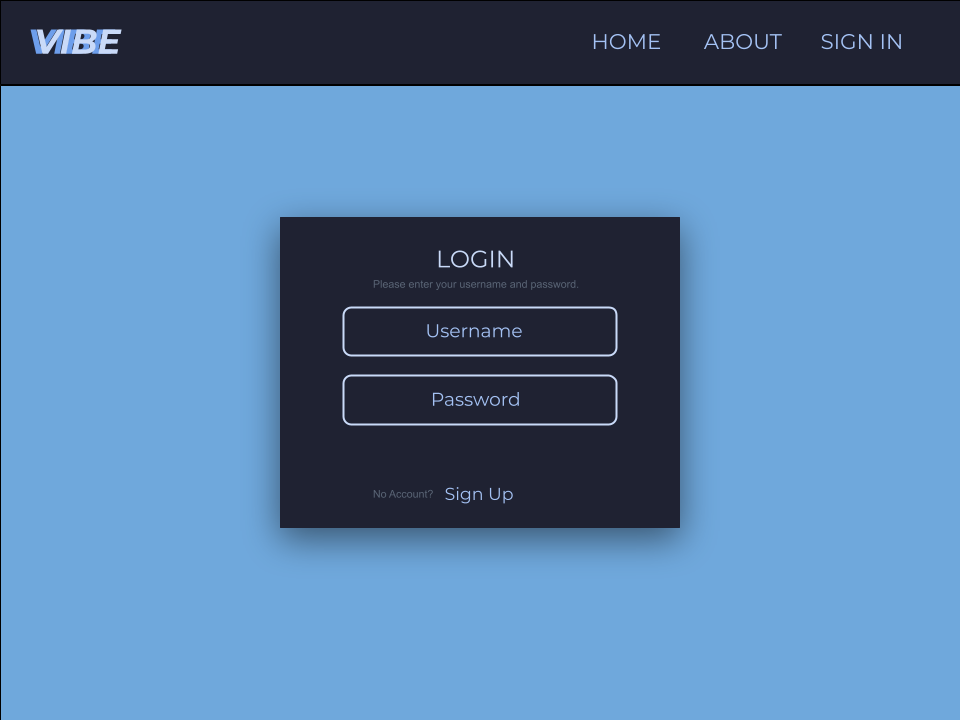 VIBE HOME ABOUT SIGN IN
LOGIN
Please enter your username and password.
Username
Password
No Account? Sign Up